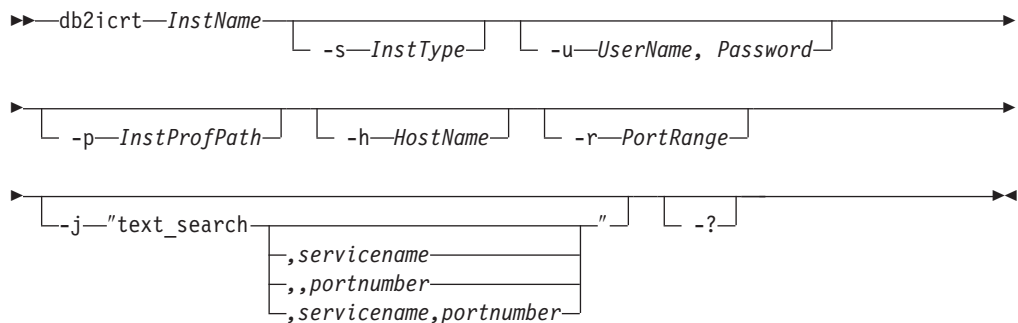 db2icrt InstName
-s InstType -u UserName, Password
-p InstProfPath -h HostName -r PortRange
-j "text_search " -?
,servicename
,,portnumber
,servicename,portnumber